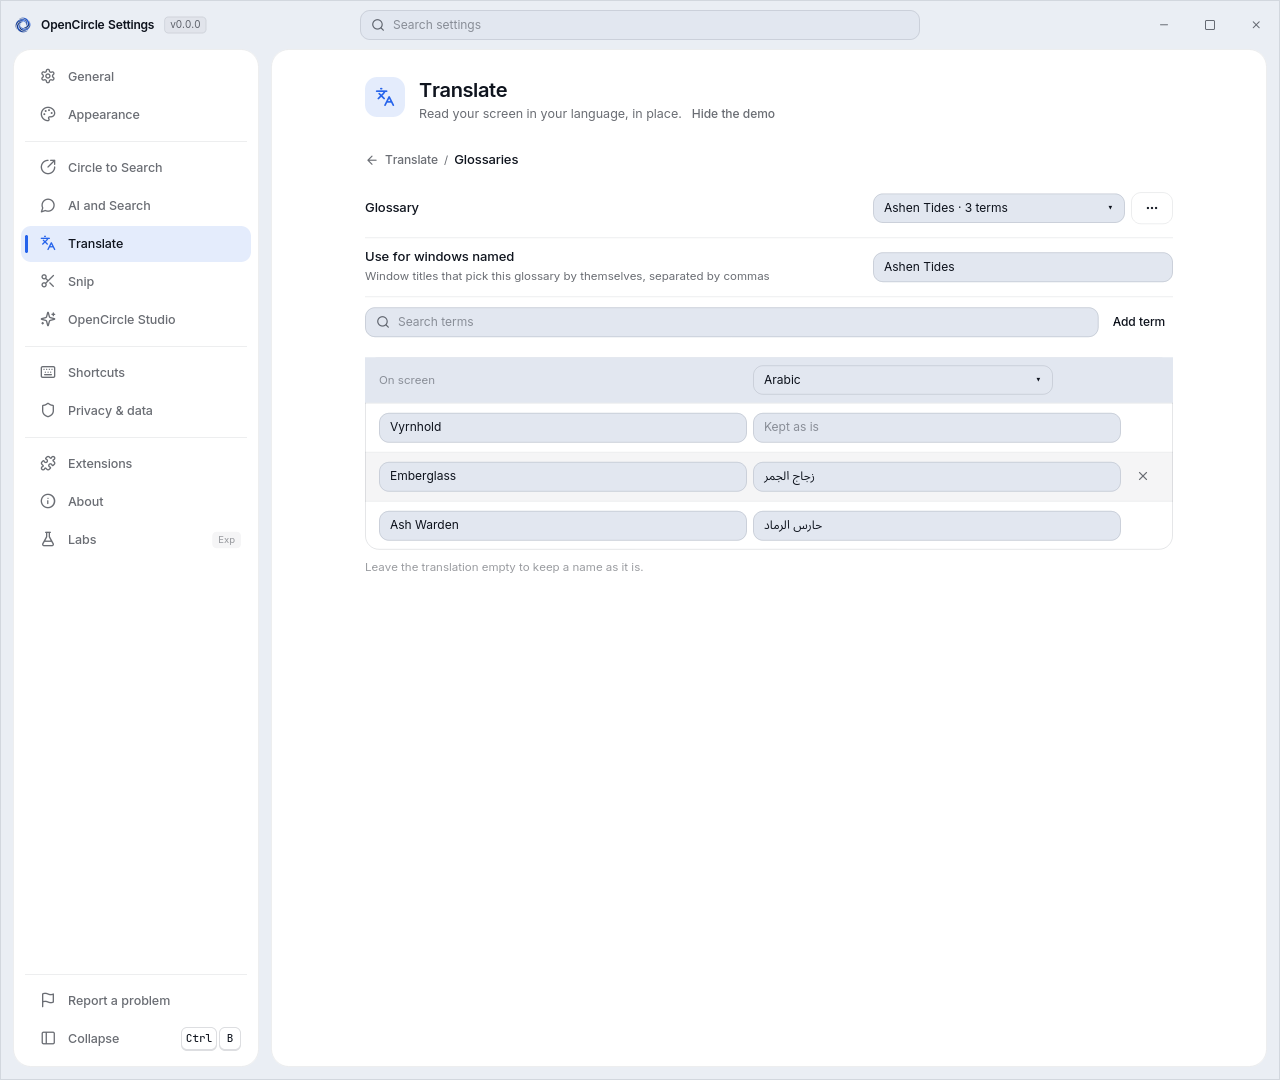 OpenCircle Settings v0.0.0
Search settings
General
Appearance
Circle to Search
AI and Search
Translate
Snip
OpenCircle Studio
Shortcuts
Privacy & data
Extensions
About
Labs Exp
Report a problem
Collapse Ctrl B
Translate
Read your screen in your language, in place. Hide the demo
Translate / Glossaries
Glossary Ashen Tides · 3 terms
Use for windows named
Window titles that pick this glossary by themselves, separated by commas
Ashen Tides
Search terms Add term
On screen Arabic
Vyrnhold Kept as is
Emberglass زجاج الجمر
Ash Warden حارس الرماد
Leave the translation empty to keep a name as it is.